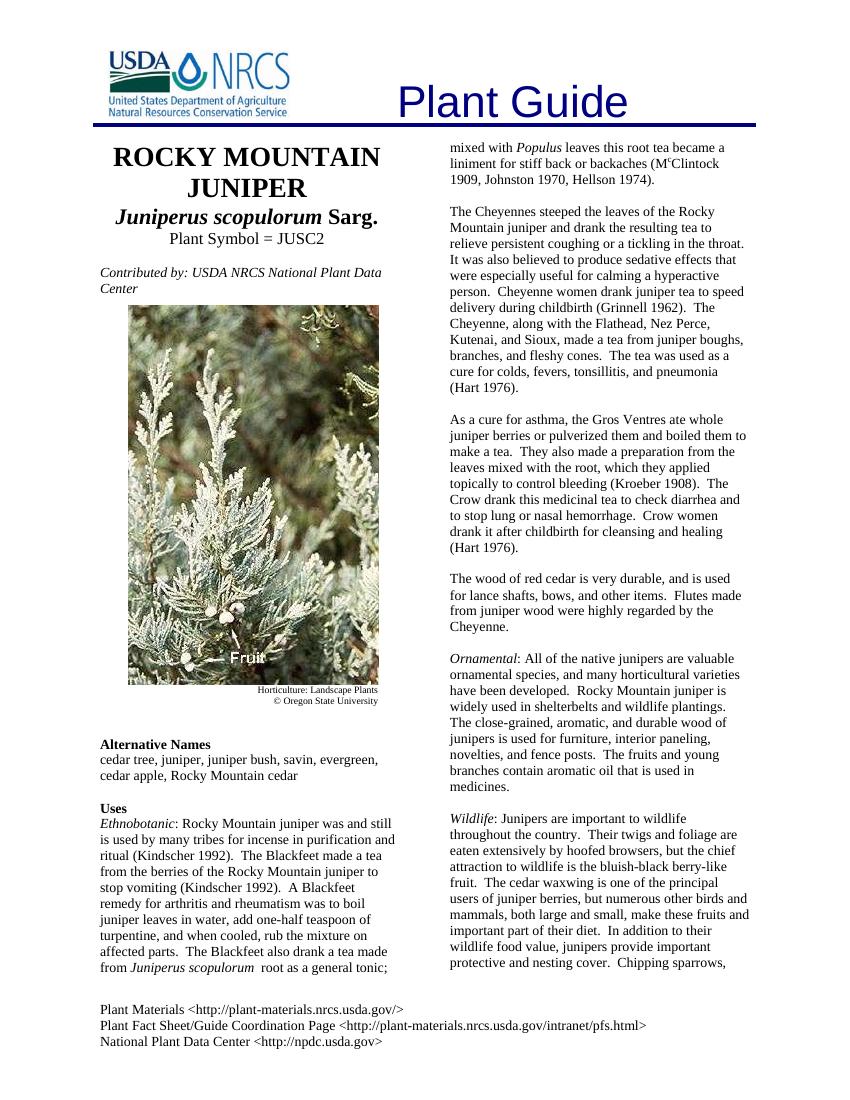 USDA NRCS
United States Department of Agriculture
Natural Resources Conservation Service
Plant Guide
ROCKY MOUNTAIN
JUNIPER
Juniperus scopulorum Sarg.
Plant Symbol = JUSC2
Contributed by: USDA NRCS National Plant Data
Center
Fruit
Horticulture: Landscape Plants
© Oregon State University
Alternative Names
cedar tree, juniper, juniper bush, savin, evergreen,
cedar apple, Rocky Mountain cedar
Uses
Ethnobotanic: Rocky Mountain juniper was and still
is used by many tribes for incense in purification and
ritual (Kindscher 1992).  The Blackfeet made a tea
from the berries of the Rocky Mountain juniper to
stop vomiting (Kindscher 1992).  A Blackfeet
remedy for arthritis and rheumatism was to boil
juniper leaves in water, add one-half teaspoon of
turpentine, and when cooled, rub the mixture on
affected parts.  The Blackfeet also drank a tea made
from Juniperus scopulorum  root as a general tonic;
mixed with Populus leaves this root tea became a
liniment for stiff back or backaches (McClintock
1909, Johnston 1970, Hellson 1974).
The Cheyennes steeped the leaves of the Rocky
Mountain juniper and drank the resulting tea to
relieve persistent coughing or a tickling in the throat.
It was also believed to produce sedative effects that
were especially useful for calming a hyperactive
person.  Cheyenne women drank juniper tea to speed
delivery during childbirth (Grinnell 1962).  The
Cheyenne, along with the Flathead, Nez Perce,
Kutenai, and Sioux, made a tea from juniper boughs,
branches, and fleshy cones.  The tea was used as a
cure for colds, fevers, tonsillitis, and pneumonia
(Hart 1976).
As a cure for asthma, the Gros Ventres ate whole
juniper berries or pulverized them and boiled them to
make a tea.  They also made a preparation from the
leaves mixed with the root, which they applied
topically to control bleeding (Kroeber 1908).  The
Crow drank this medicinal tea to check diarrhea and
to stop lung or nasal hemorrhage.  Crow women
drank it after childbirth for cleansing and healing
(Hart 1976).
The wood of red cedar is very durable, and is used
for lance shafts, bows, and other items.  Flutes made
from juniper wood were highly regarded by the
Cheyenne.
Ornamental: All of the native junipers are valuable
ornamental species, and many horticultural varieties
have been developed.  Rocky Mountain juniper is
widely used in shelterbelts and wildlife plantings.
The close-grained, aromatic, and durable wood of
junipers is used for furniture, interior paneling,
novelties, and fence posts.  The fruits and young
branches contain aromatic oil that is used in
medicines.
Wildlife: Junipers are important to wildlife
throughout the country.  Their twigs and foliage are
eaten extensively by hoofed browsers, but the chief
attraction to wildlife is the bluish-black berry-like
fruit.  The cedar waxwing is one of the principal
users of juniper berries, but numerous other birds and
mammals, both large and small, make these fruits and
important part of their diet.  In addition to their
wildlife food value, junipers provide important
protective and nesting cover.  Chipping sparrows,
Plant Materials <http://plant-materials.nrcs.usda.gov/>
Plant Fact Sheet/Guide Coordination Page <http://plant-materials.nrcs.usda.gov/intranet/pfs.html>
National Plant Data Center <http://npdc.usda.gov>